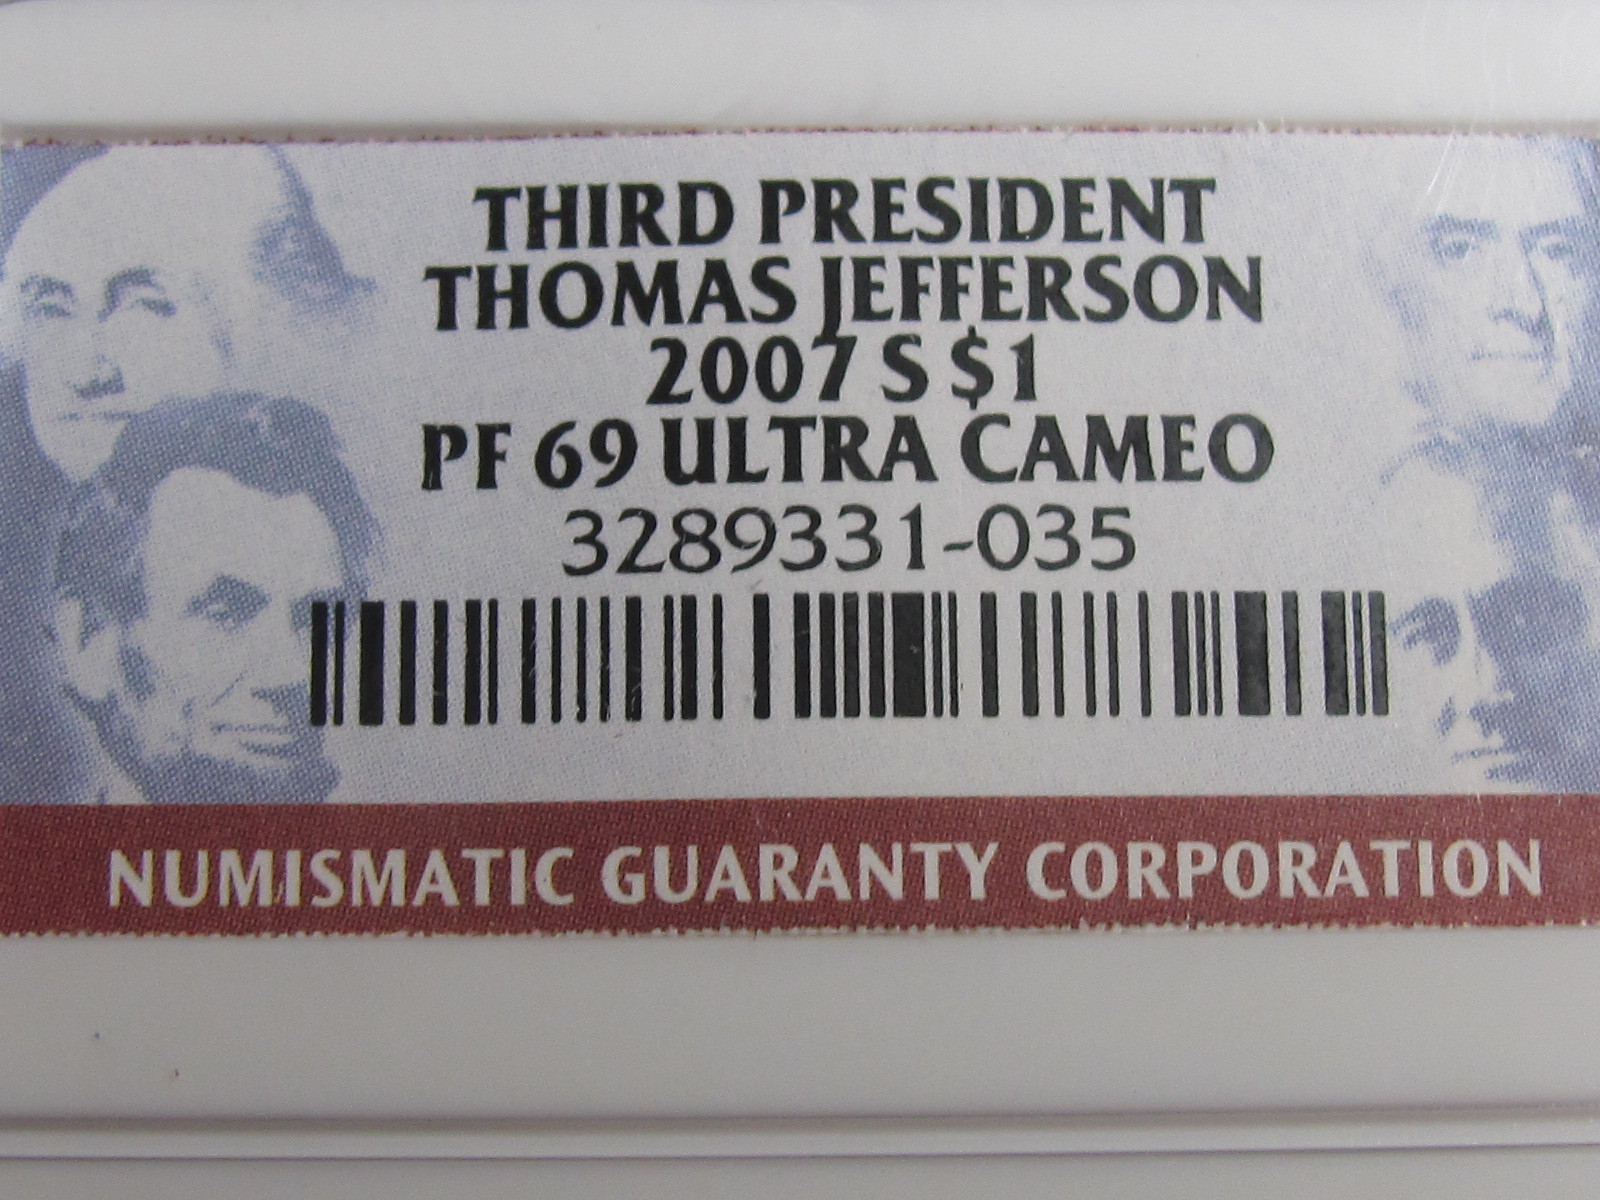 THIRD PRESIDENT
THOMAS JEFFERSON
2007 S $1
PF 69 ULTRA CAMEO
3289331-035
NUMISMATIC GUARANTY CORPORATION